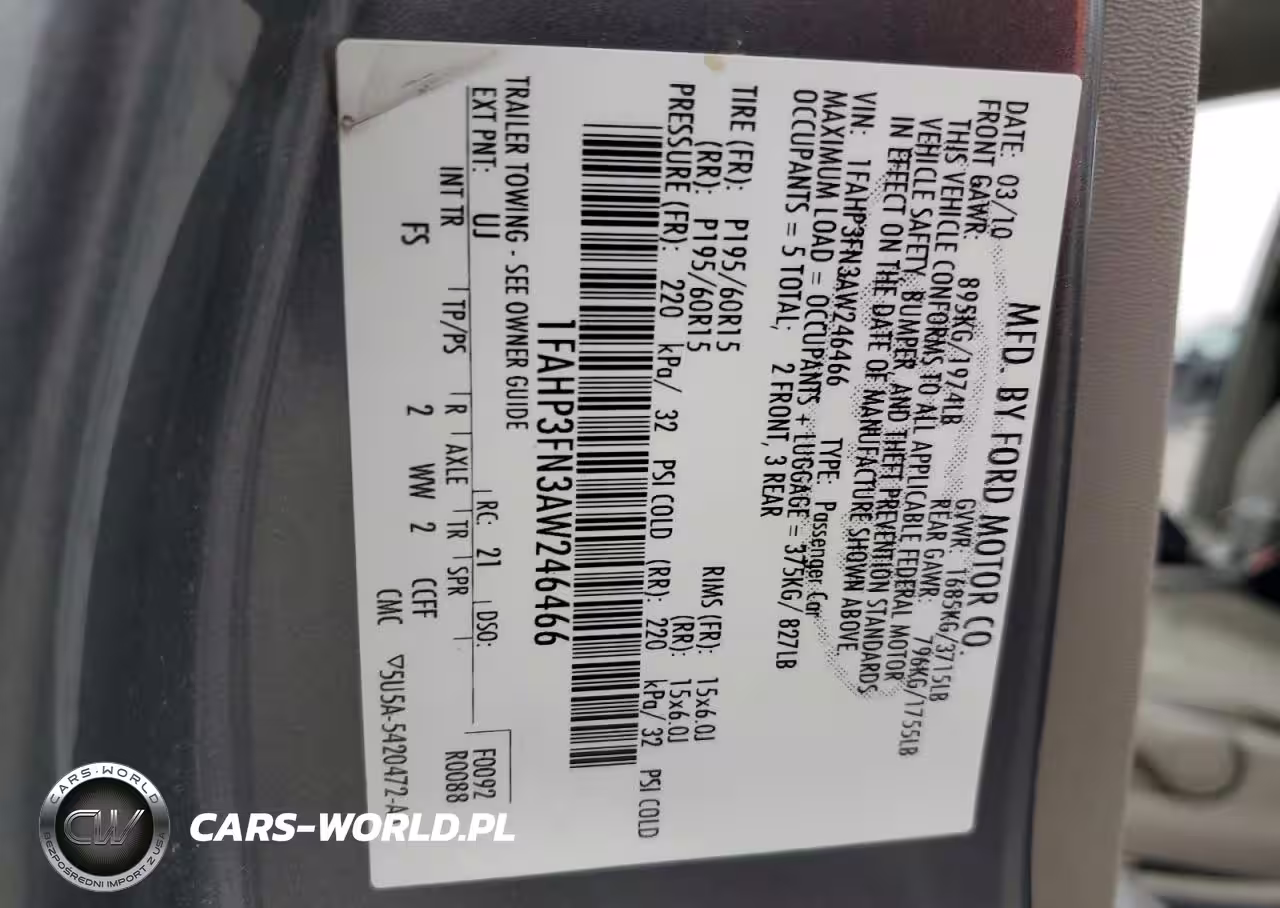 MFD. BY FORD MOTOR CO.
DATE: 03/10 GVWR: 1685KG/3715LB
FRONT GAWR: 895KG/1974LB REAR GAWR: 796KG/1755LB
THIS VEHICLE CONFORMS TO ALL APPLICABLE FEDERAL MOTOR
VEHICLE SAFETY, BUMPER, AND THEFT PREVENTION STANDARDS
IN EFFECT ON THE DATE OF MANUFACTURE SHOWN ABOVE.
VIN: 1FAHP3FN3AW246466 TYPE: Passenger Car
MAXIMUM LOAD = OCCUPANTS + LUGGAGE = 375KG/ 827LB
OCCUPANTS = 5 TOTAL; 2 FRONT, 3 REAR
TIRE (FR): P195/60R15 RIMS (FR): 15x6.0J
(RR): P195/60R15 (RR): 15x6.0J
PRESSURE (FR): 220 kPa/ 32 PSI COLD (RR): 220 kPa/ 32 PSI COLD
1FAHP3FN3AW246466
TRAILER TOWING - SEE OWNER GUIDE
F0092
R0088
EXT PNT: UJ RC: 21 DSO:
INT TR TP/PS R AXLE TR SPR
FS 2 WW 2 CCFF
CMC ▽5U5A-5420472-A
CARS-WORLD
CW
BEZPOŚREDNI IMPORT Z USA
CARS-WORLD.PL